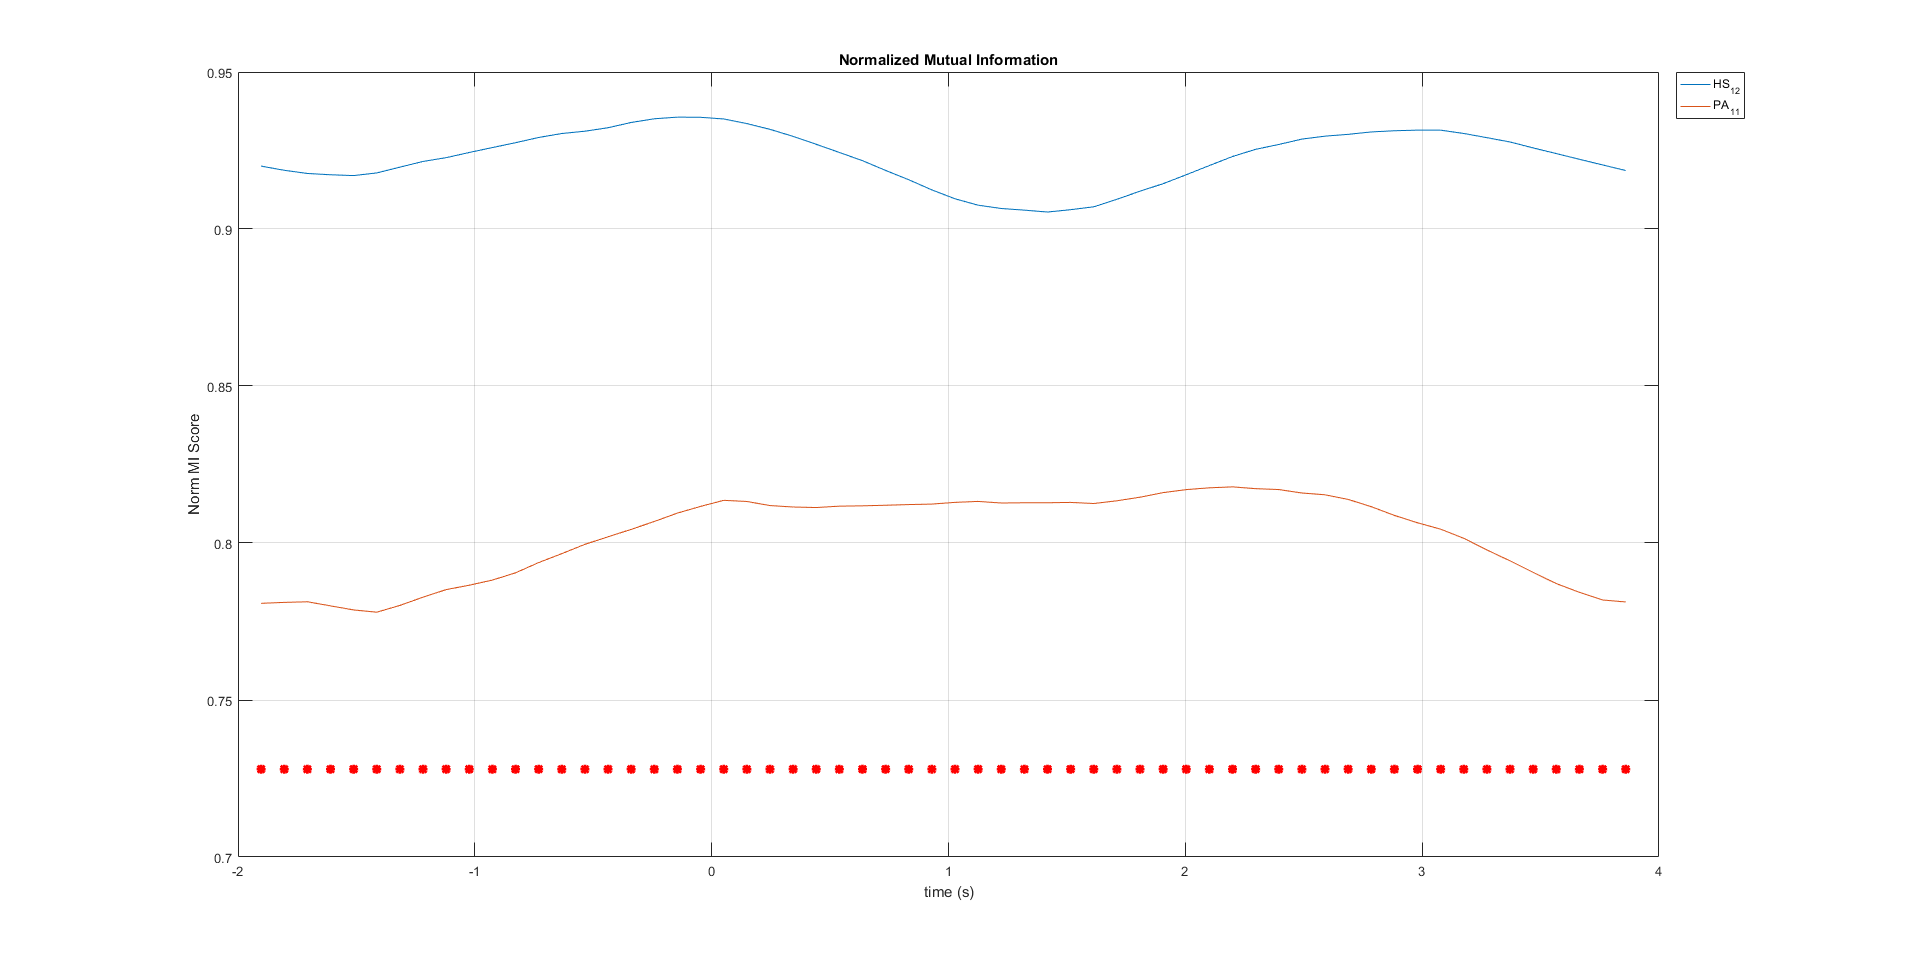 Normalized Mutual Information
HS12
PA11
0.95
0.9
0.85
0.8
0.75
0.7
Norm MI Score
-2 -1 0 1 2 3 4
time (s)